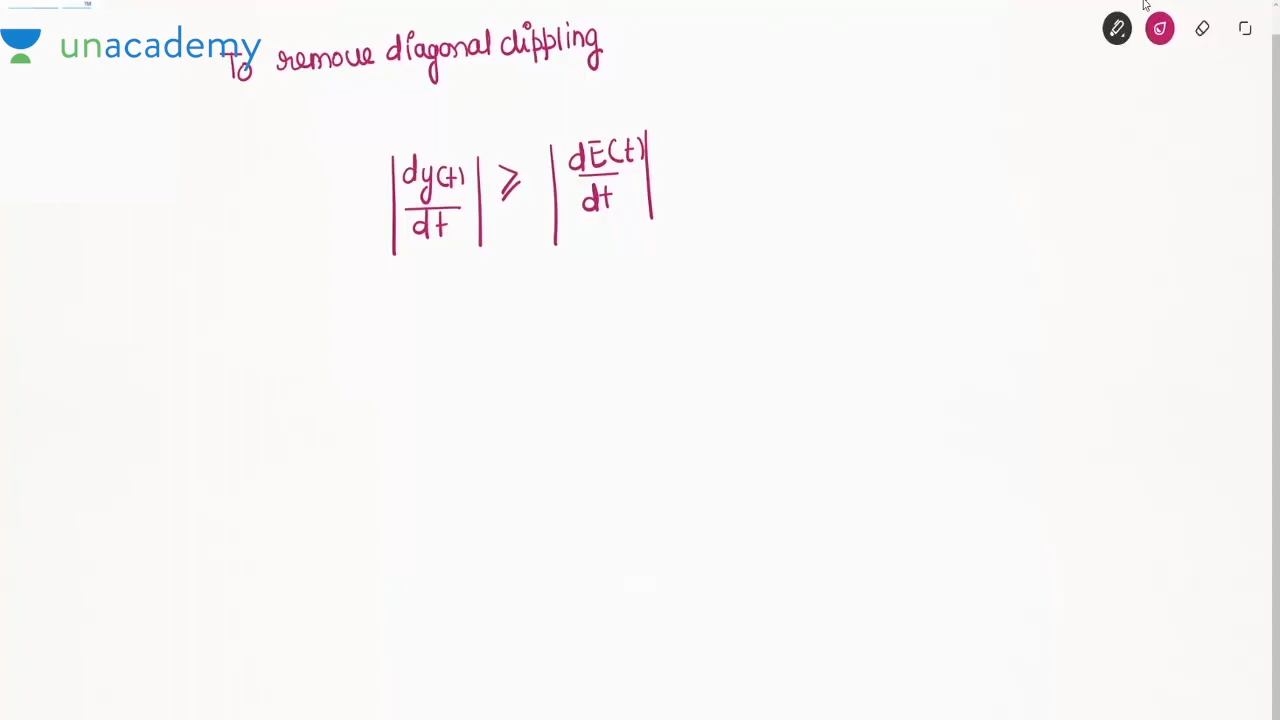 unacademy
To remove diagonal clippling
|dy(t)/dt| ⩾ |dE(t)/dt|